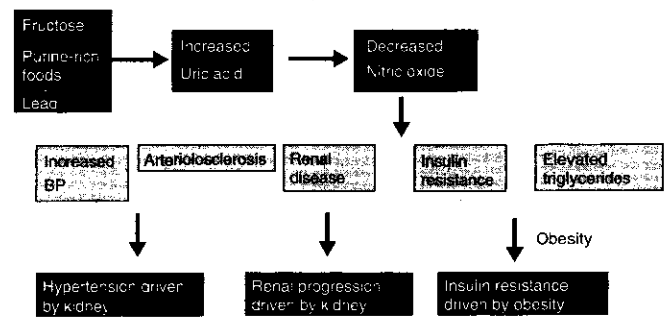 Fructose
Purine-rich
foods
Lead
Increased
Uric acid
Decreased
Nitric oxide
Increased
BP
Arteriolosclerosis
Renal
disease
Insulin
resistance
Elevated
triglycerides
Obesity
Hypertension driven
by kidney
Renal progression
driven by kidney
Insulin resistance
driven by obesity